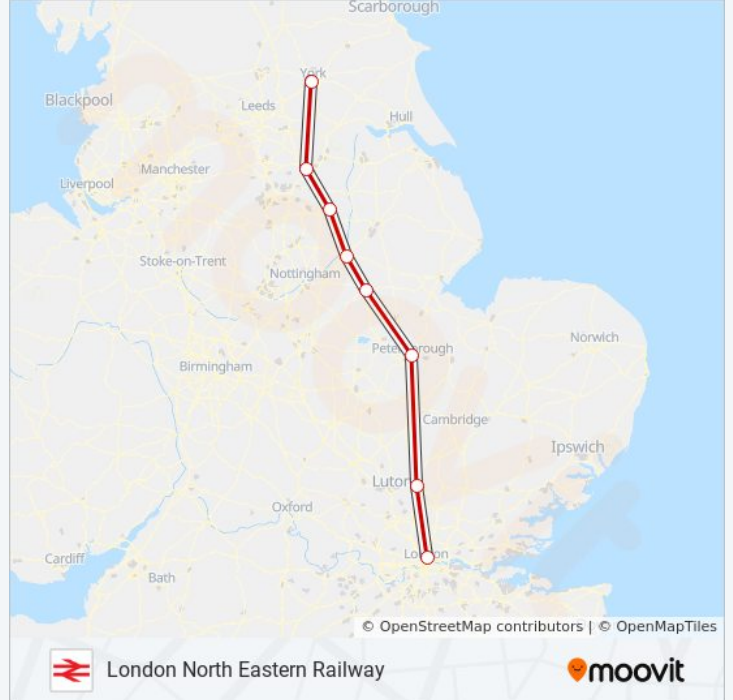 Scarborough
York
Blackpool
Leeds
Hull
Manchester
Liverpool
Stoke-on-Trent
Nottingham
Norwich
Peterborough
Birmingham
Cambridge
Ipswich
Luton
Oxford
London
Cardiff
Bath
© OpenStreetMap contributors | © OpenMapTiles
London North Eastern Railway
moovit